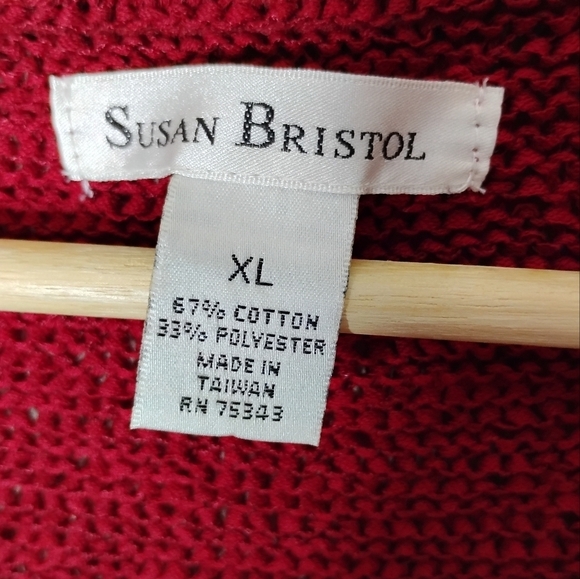 SUSAN BRISTOL
XL
67% COTTON
33% POLYESTER
MADE IN
TAIWAN
RN 75343